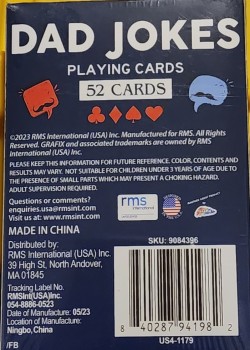 DAD JOKES
PLAYING CARDS
52 CARDS
©2023 RMS International (USA) Inc. Manufactured for RMS. All Rights
Reserved. GRAFIX and associated trademarks are owned by RMS
International (USA) Inc.
PLEASE KEEP THIS INFORMATION FOR FUTURE REFERENCE. COLOR, CONTENTS AND
RESULTS MAY VARY. NOT SUITABLE FOR CHILDREN UNDER 3 YEARS OF AGE DUE TO
THE PRESENCE OF SMALL PARTS WHICH MAY PRESENT A CHOKING HAZARD.
ADULT SUPERVISION REQUIRED.
Questions or comments?
enquiries.usa@rmsint.com
Visit us at: www.rmsint.com
rms
international
MADE IN CHINA
Distributed by:
RMS International (USA) Inc.
39 High St. North Andover,
MA 01845
Tracking Label No.
RMSint(USA)Inc.
054-8886-0523
Date of Manufacture: 05/23
Location of Manufacture:
Ningbo, China
/FB
SKU: 9084396
8 40287 94198 2
US4-1179